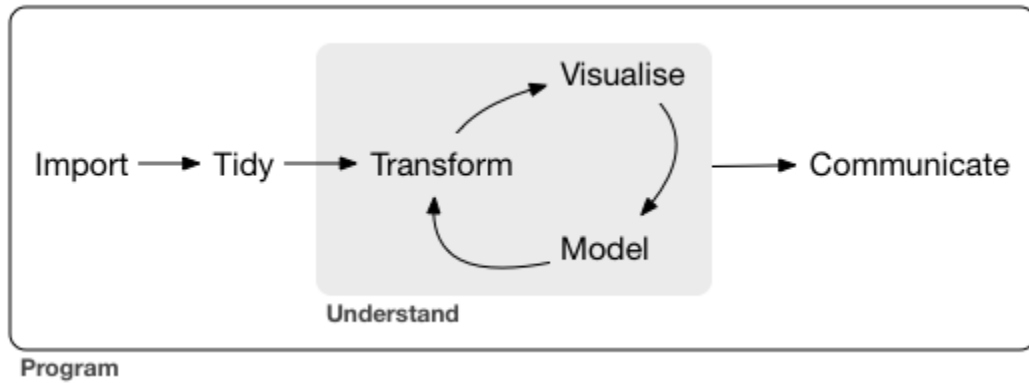 Visualise
Import
Tidy
Transform
Communicate
Model
Understand
Program